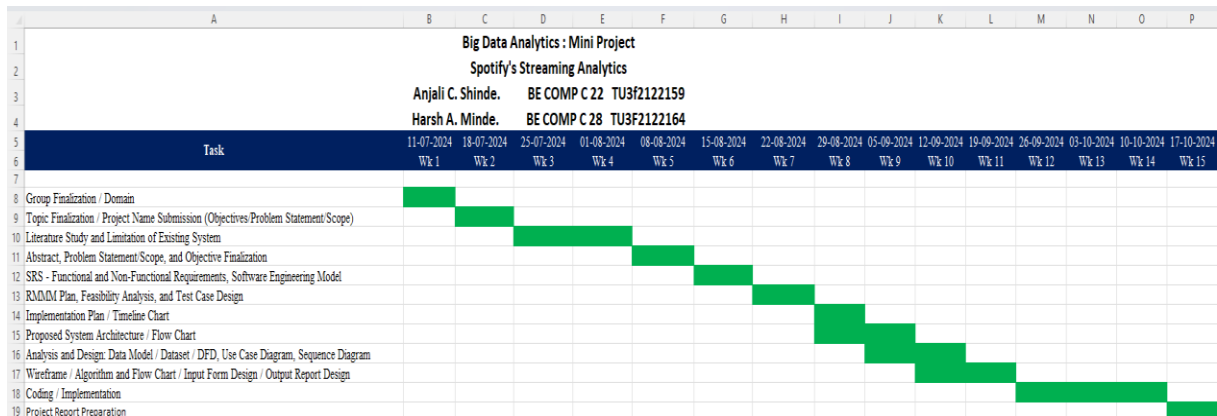 A B C D E F G H I J K L M N O P
1 Big Data Analytics : Mini Project
2 Spotify's Streaming Analytics
3 Anjali C. Shinde. BE COMP C 22 TU3f2122159
4 Harsh A. Minde. BE COMP C 28 TU3F2122164
5 Task 11-07-2024 18-07-2024 25-07-2024 01-08-2024 08-08-2024 15-08-2024 22-08-2024 29-08-2024 05-09-2024 12-09-2024 19-09-2024 26-09-2024 03-10-2024 10-10-2024 17-10-2024
6 Wk 1 Wk 2 Wk 3 Wk 4 Wk 5 Wk 6 Wk 7 Wk 8 Wk 9 Wk 10 Wk 11 Wk 12 Wk 13 Wk 14 Wk 15
7
8 Group Finalization / Domain
9 Topic Finalization / Project Name Submission (Objectives/Problem Statement/Scope)
10 Literature Study and Limitation of Existing System
11 Abstract, Problem Statement/Scope, and Objective Finalization
12 SRS - Functional and Non-Functional Requirements, Software Engineering Model
13 RMMM Plan, Feasibility Analysis, and Test Case Design
14 Implementation Plan / Timeline Chart
15 Proposed System Architecture / Flow Chart
16 Analysis and Design: Data Model / Dataset / DFD, Use Case Diagram, Sequence Diagram
17 Wireframe / Algorithm and Flow Chart / Input Form Design / Output Report Design
18 Coding / Implementation
19 Project Report Preparation